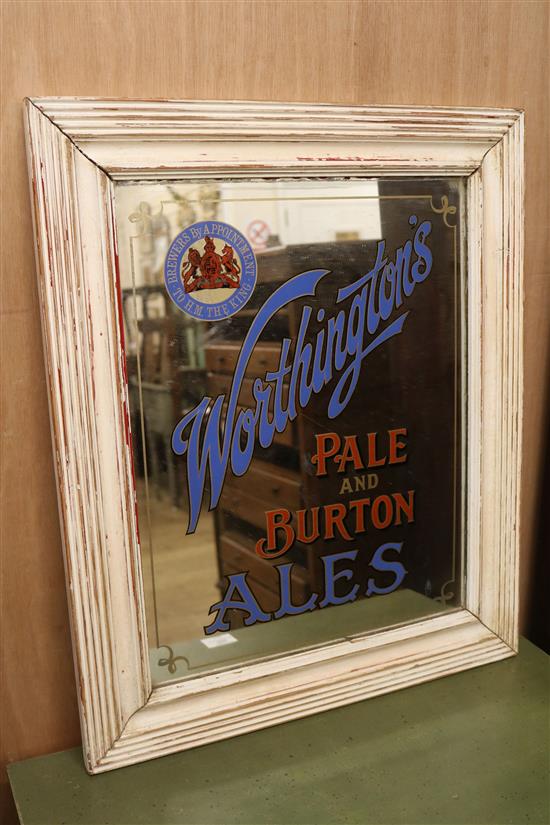 BREWERS BY APPOINTMENT
TO H.M. THE KING
Worthington's
PALE
AND
BURTON
ALES